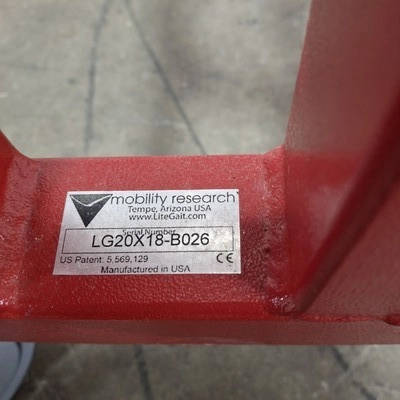 mobility research
Tempe, Arizona USA
www.LiteGait.com
Serial Number
LG20X18-B026
US Patent: 5,569,129
CE
Manufactured in USA